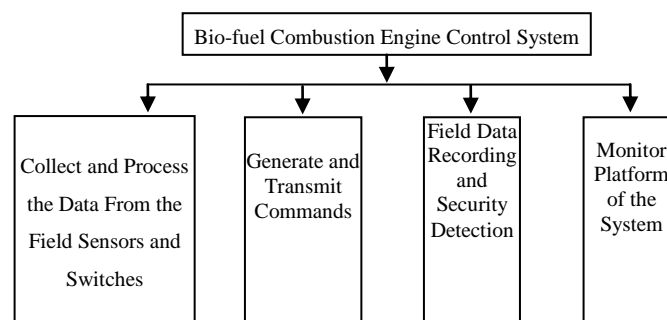 Bio-fuel Combustion Engine Control System
Collect and Process
the Data From the
Field Sensors and
Switches
Generate and
Transmit
Commands
Field Data
Recording
and
Security
Detection
Monitor
Platform
of the
System